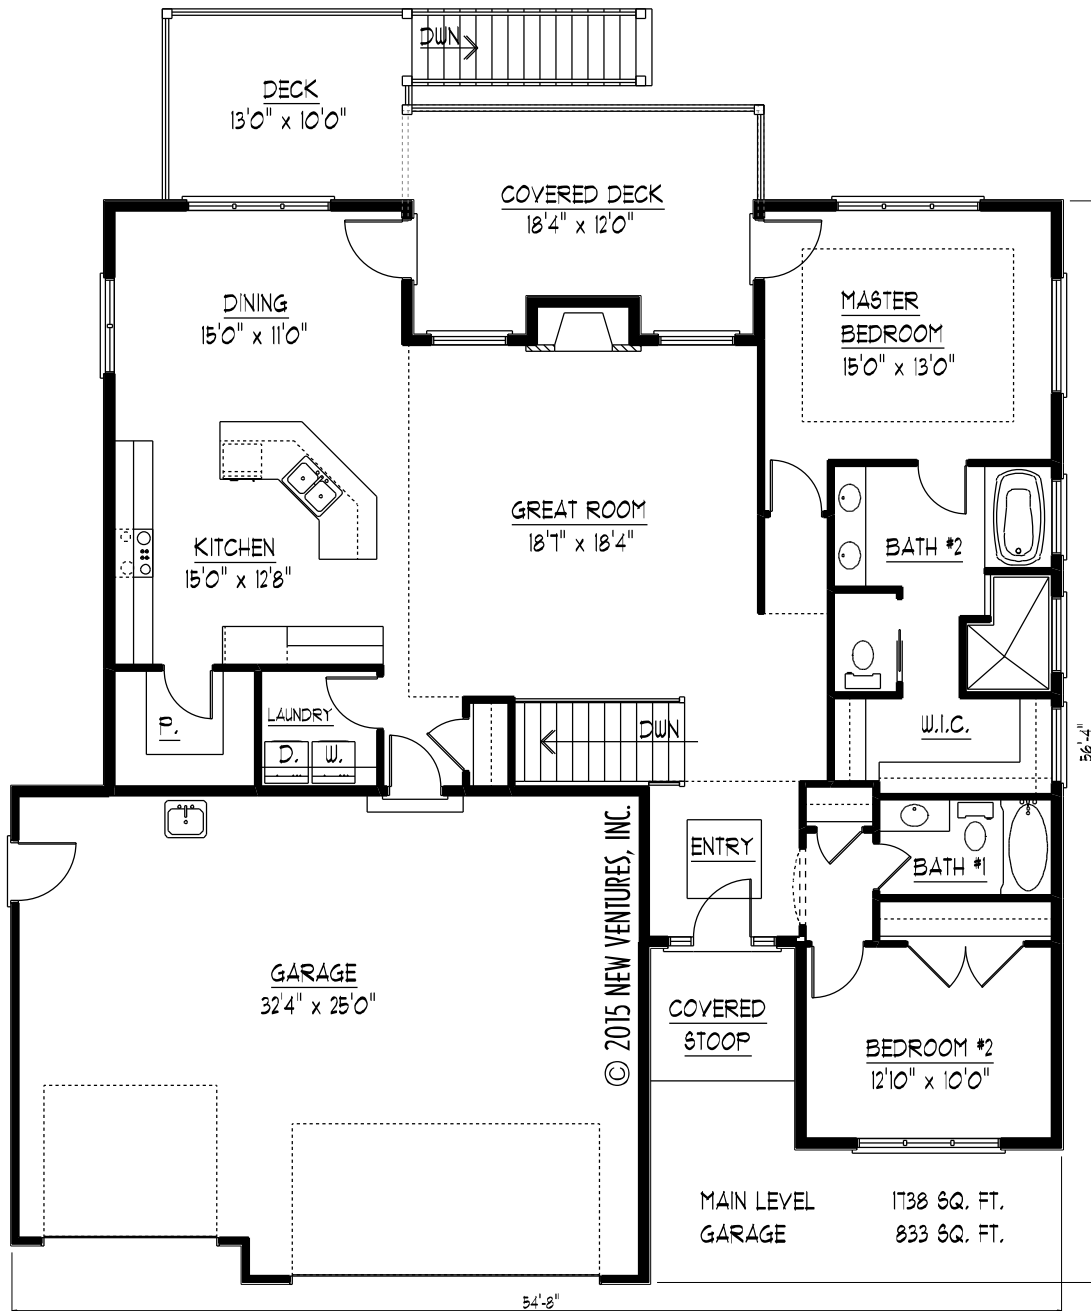 DWN
DECK
13'0" x 10'0"
COVERED DECK
18'4" x 12'0"
DINING
15'0" x 11'0"
MASTER
BEDROOM
15'0" x 13'0"
GREAT ROOM
18'7" x 18'4"
KITCHEN
15'0" x 12'8"
BATH #2
P.
LAUNDRY
D.
W.
DWN
W.I.C.
56'-4"
ENTRY
BATH #1
© 2015 NEW VENTURES, INC.
GARAGE
32'4" x 25'0"
COVERED
STOOP
BEDROOM #2
12'10" x 10'0"
MAIN LEVEL 1738 SQ. FT.
GARAGE 833 SQ. FT.
54'-8"